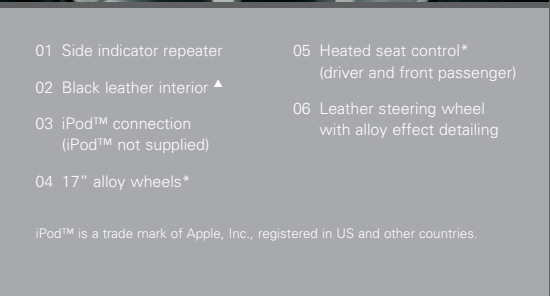 01 Side indicator repeater
02 Black leather interior ▲
03 iPod™ connection
(iPod™ not supplied)
04 17" alloy wheels*
05 Heated seat control*
(driver and front passenger)
06 Leather steering wheel
with alloy effect detailing
iPod™ is a trade mark of Apple, Inc., registered in US and other countries.